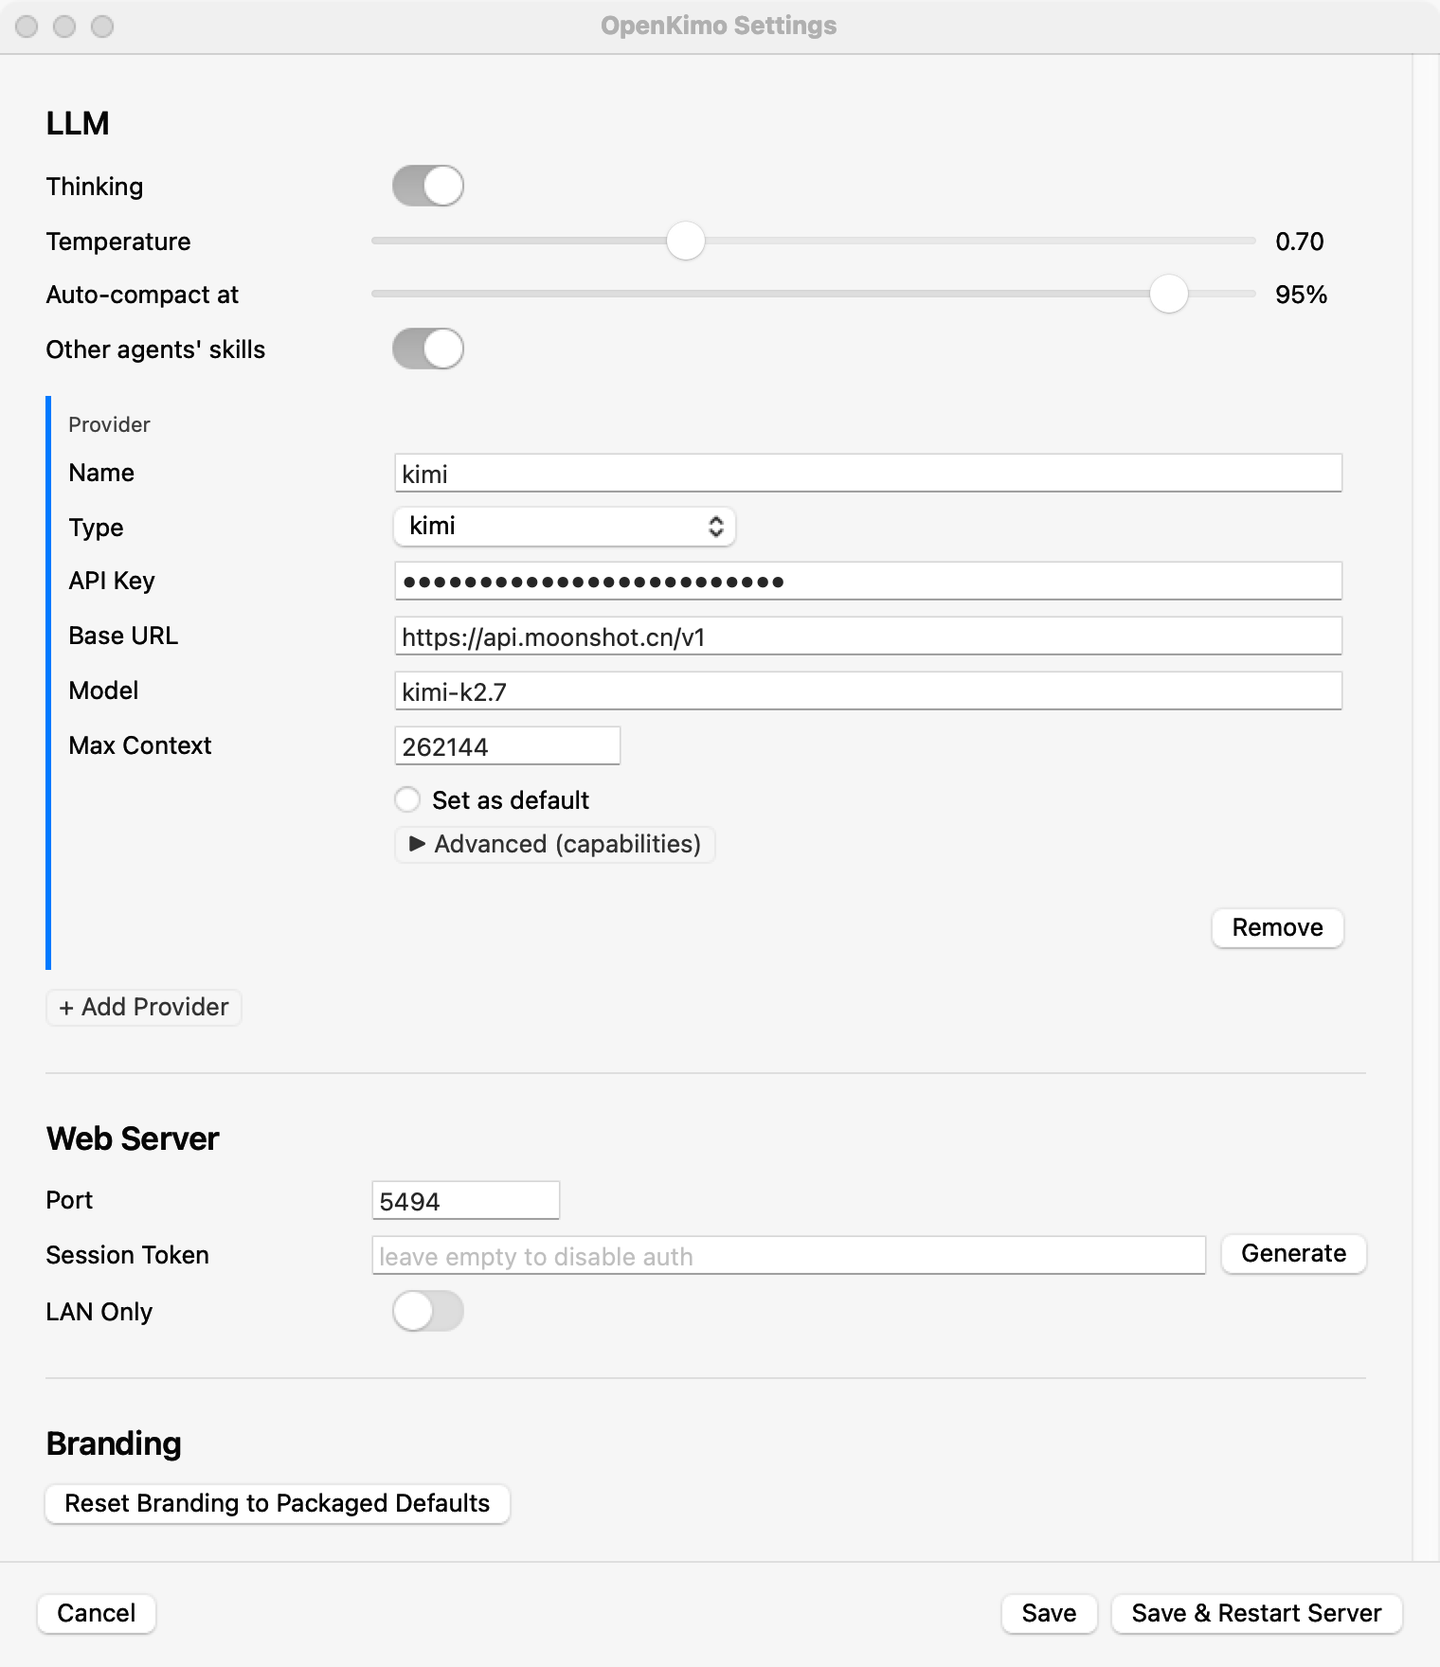 OpenKimo Settings
LLM
Thinking
Temperature 0.70
Auto-compact at 95%
Other agents' skills
Provider
Name kimi
Type kimi
API Key ●●●●●●●●●●●●●●●●●●●●●●●●●
Base URL https://api.moonshot.cn/v1
Model kimi-k2.7
Max Context 262144
Set as default
▶ Advanced (capabilities)
Remove
+ Add Provider
Web Server
Port 5494
Session Token leave empty to disable auth Generate
LAN Only
Branding
Reset Branding to Packaged Defaults
Cancel Save Save & Restart Server